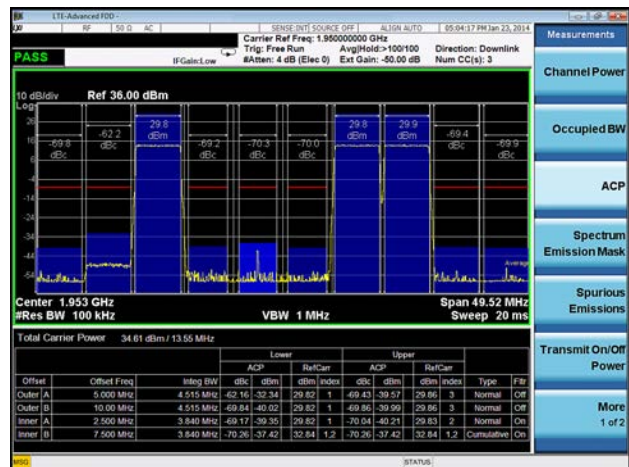 LTE-Advanced FDD -
RF 50 Ω AC SENSE:INT SOURCE OFF ALIGN AUTO 05:04:17 PM Jan 23, 2014
Carrier Ref Freq: 1.950000000 GHz
Trig: Free Run Avg|Hold:>100/100 Direction: Downlink
IFGain:Low #Atten: 4 dB (Elec 0) Ext Gain: -50.00 dB Num CC(s): 3
PASS
10 dB/div Ref 36.00 dBm
Log
26
16
6
-4
-14
-24
-34
-44
-54
-69.8 dBc
-62.2 dBc
29.8 dBm
-69.2 dBc
-70.3 dBc
-70.0 dBc
29.8 dBm
29.9 dBm
-69.4 dBc
-69.9 dBc
Average
Center 1.953 GHz Span 49.52 MHz
#Res BW 100 kHz VBW 1 MHz Sweep 20 ms
Total Carrier Power 34.61 dBm / 13.55 MHz
Lower Upper
ACP RefCarr ACP RefCarr
Offset Offset Freq Integ BW dBc dBm dBm index dBc dBm dBm index Type Fltr
Outer A 5.000 MHz 4.515 MHz -62.16 -32.34 29.82 1 -69.43 -39.57 29.86 3 Normal Off
Outer B 10.00 MHz 4.515 MHz -69.84 -40.02 29.82 1 -69.86 -39.99 29.86 3 Normal Off
Inner A 2.500 MHz 3.840 MHz -69.17 -39.35 29.82 1 -70.04 -40.21 29.83 2 Normal On
Inner B 7.500 MHz 3.840 MHz -70.26 -37.42 32.84 1,2 -70.26 -37.42 32.84 1,2 Cumulative On
MSG STATUS
Measurements
Channel Power
Occupied BW
ACP
Spectrum
Emission Mask
Spurious
Emissions
Transmit On/Off
Power
More
1 of 2